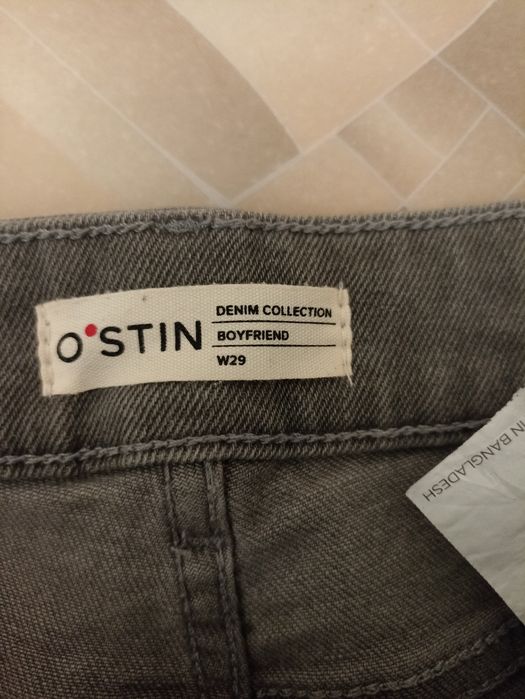 O'STIN
DENIM COLLECTION
BOYFRIEND
W29
IN BANGLADESH